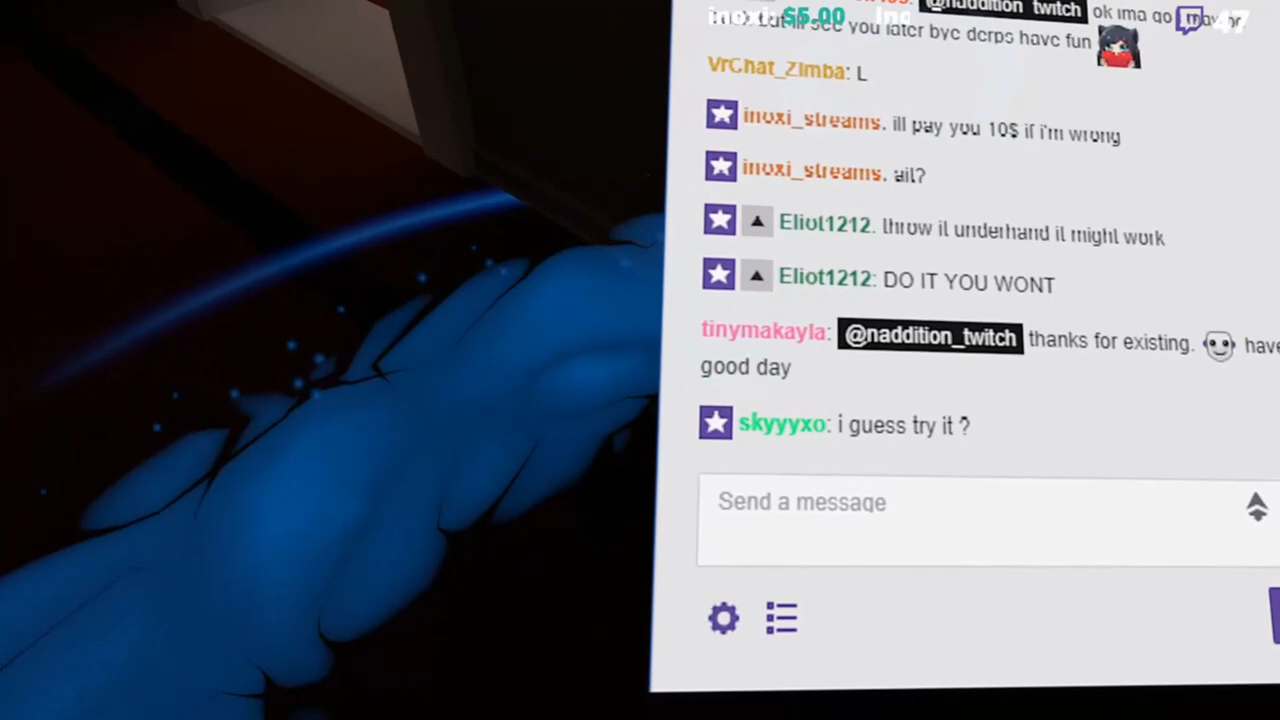 inoxi: $5.00
47
@naddition_twitch ok ima go
but ill see you later bye derps have fun
VrChat_Zimba: L
inoxi_streams: ill pay you 10$ if i'm wrong
inoxi_streams: ait?
Eliot1212: throw it underhand it might work
Eliot1212: DO IT YOU WONT
tinymakayla: @naddition_twitch thanks for existing. have
good day
skyyyxo: i guess try it ?
Send a message